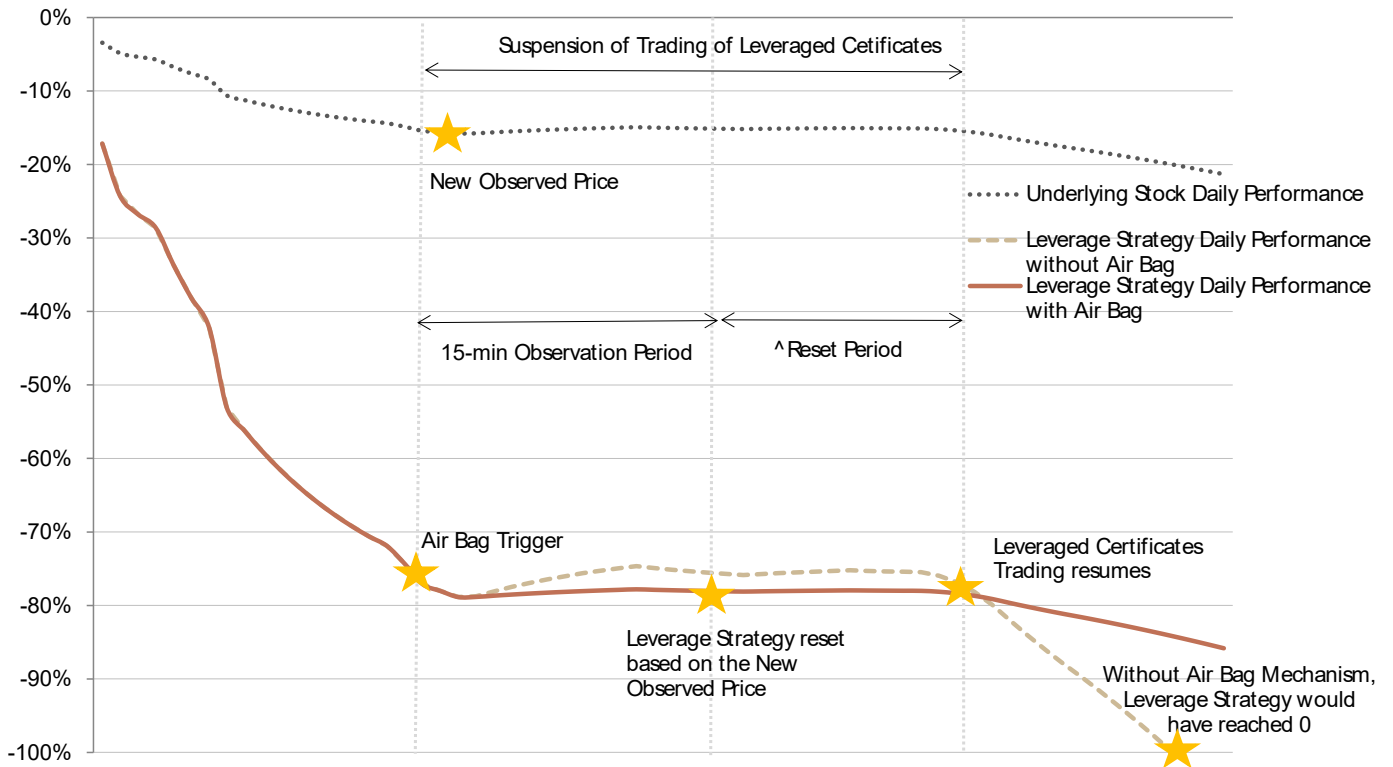 0%
Suspension of Trading of Leveraged Cetificates
-10%
New Observed Price
-20%
Underlying Stock Daily Performance
-30%
Leverage Strategy Daily Performance
without Air Bag
Leverage Strategy Daily Performance
with Air Bag
-40%
15-min Observation Period
^Reset Period
-50%
-60%
-70%
Air Bag Trigger
Leveraged Certificates
Trading resumes
-80%
Leverage Strategy reset
based on the New
Observed Price
-90%
Without Air Bag Mechanism,
Leverage Strategy would
have reached 0
-100%